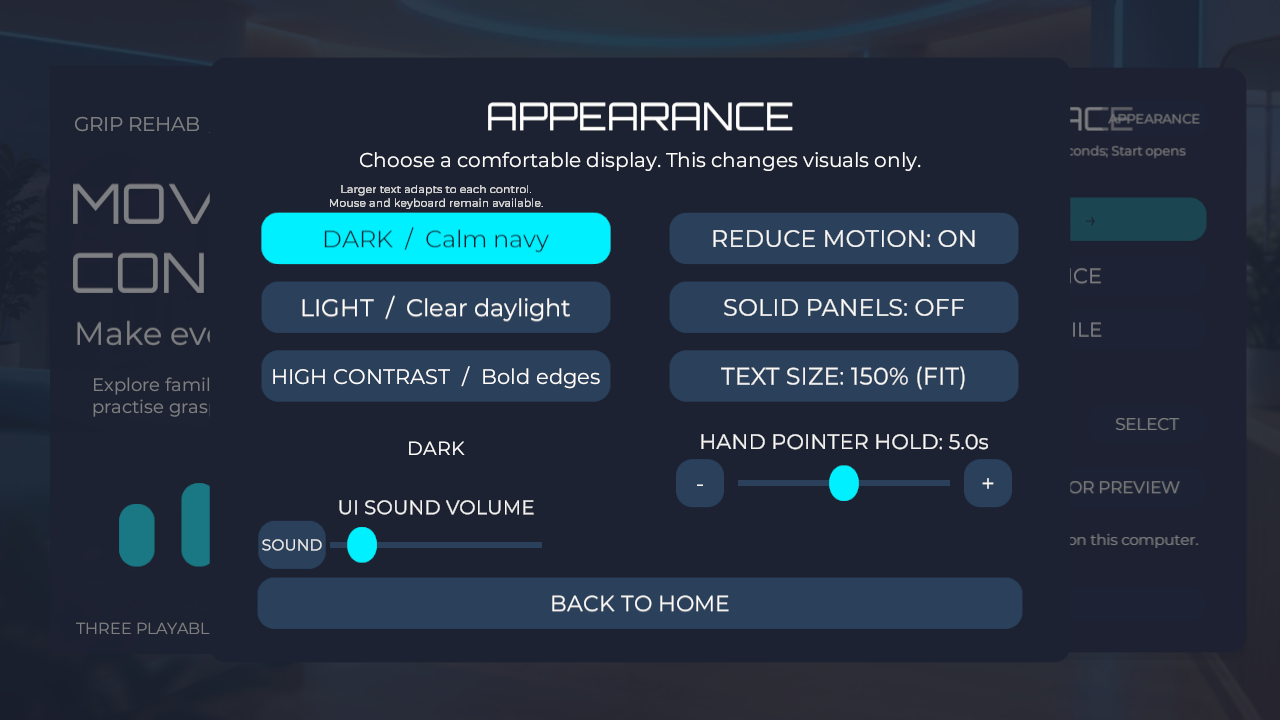 APPEARANCE
Choose a comfortable display. This changes visuals only.
Larger text adapts to each control.
Mouse and keyboard remain available.
DARK / Calm navy
LIGHT / Clear daylight
HIGH CONTRAST / Bold edges
DARK
UI SOUND VOLUME
SOUND
REDUCE MOTION: ON
SOLID PANELS: OFF
TEXT SIZE: 150% (FIT)
HAND POINTER HOLD: 5.0s
-
+
BACK TO HOME
GRIP REHAB
MOV
CON
Make eve
Explore famil
practise grasp
THREE PLAYABL
ACE
APPEARANCE
conds; Start opens
→
NCE
ILE
SELECT
OR PREVIEW
on this computer.